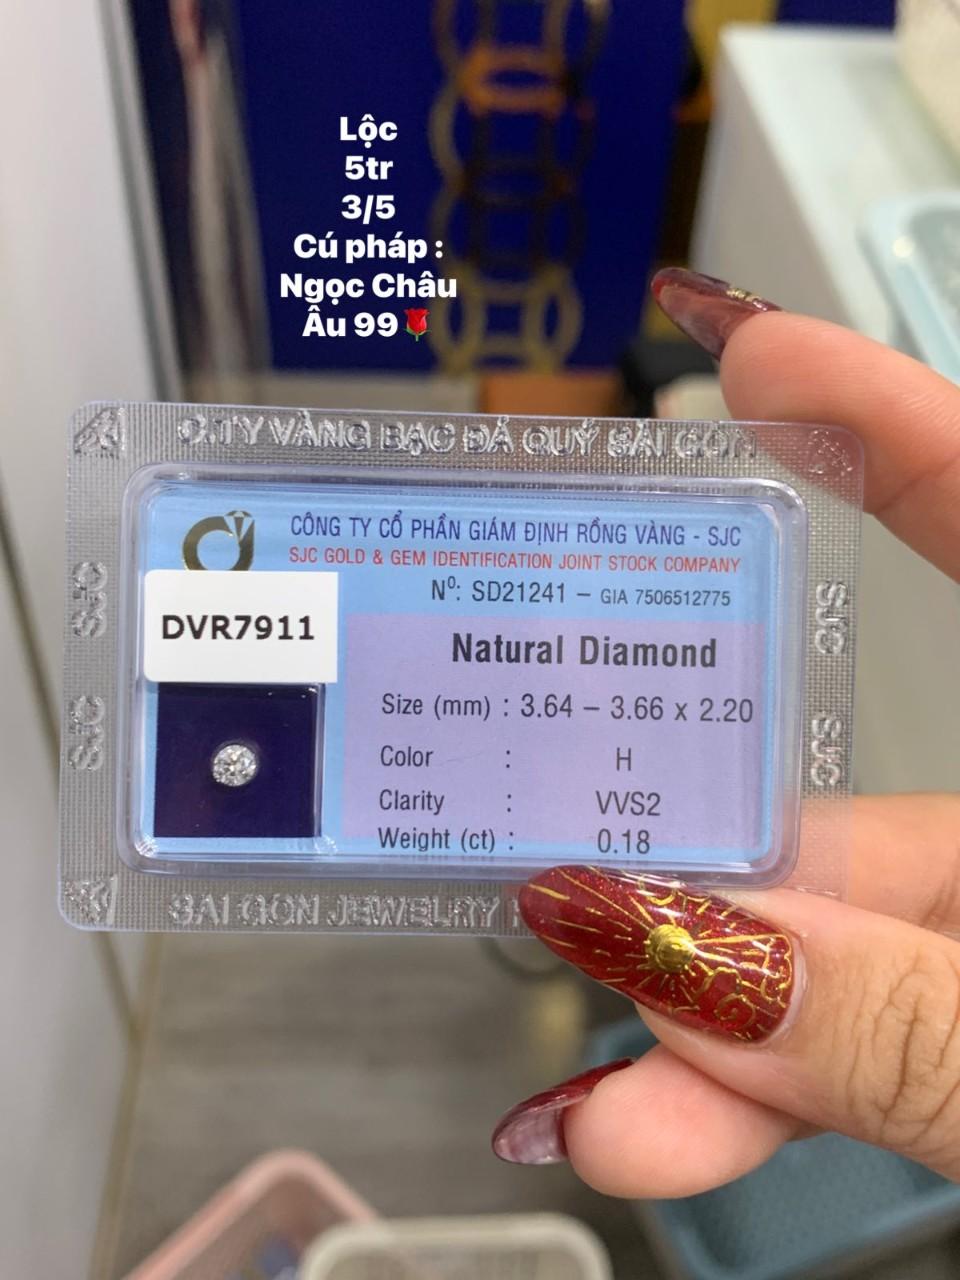 Lộc
5tr
3/5
Cú pháp :
Ngọc Châu
Âu 99🌹
C.TY VÀNG BẠC ĐÁ QUÝ SÀI GÒN
CÔNG TY CỔ PHẦN GIÁM ĐỊNH RỒNG VÀNG - SJC
SJC GOLD & GEM IDENTIFICATION JOINT STOCK COMPANY
Nº: SD21241 – GIA 7506512775
DVR7911
Natural Diamond
Size (mm) : 3.64 – 3.66 x 2.20
Color : H
Clarity : VVS2
Weight (ct) : 0.18
SJC
SJC
SJC
SJC
SAI GON JEWELRY